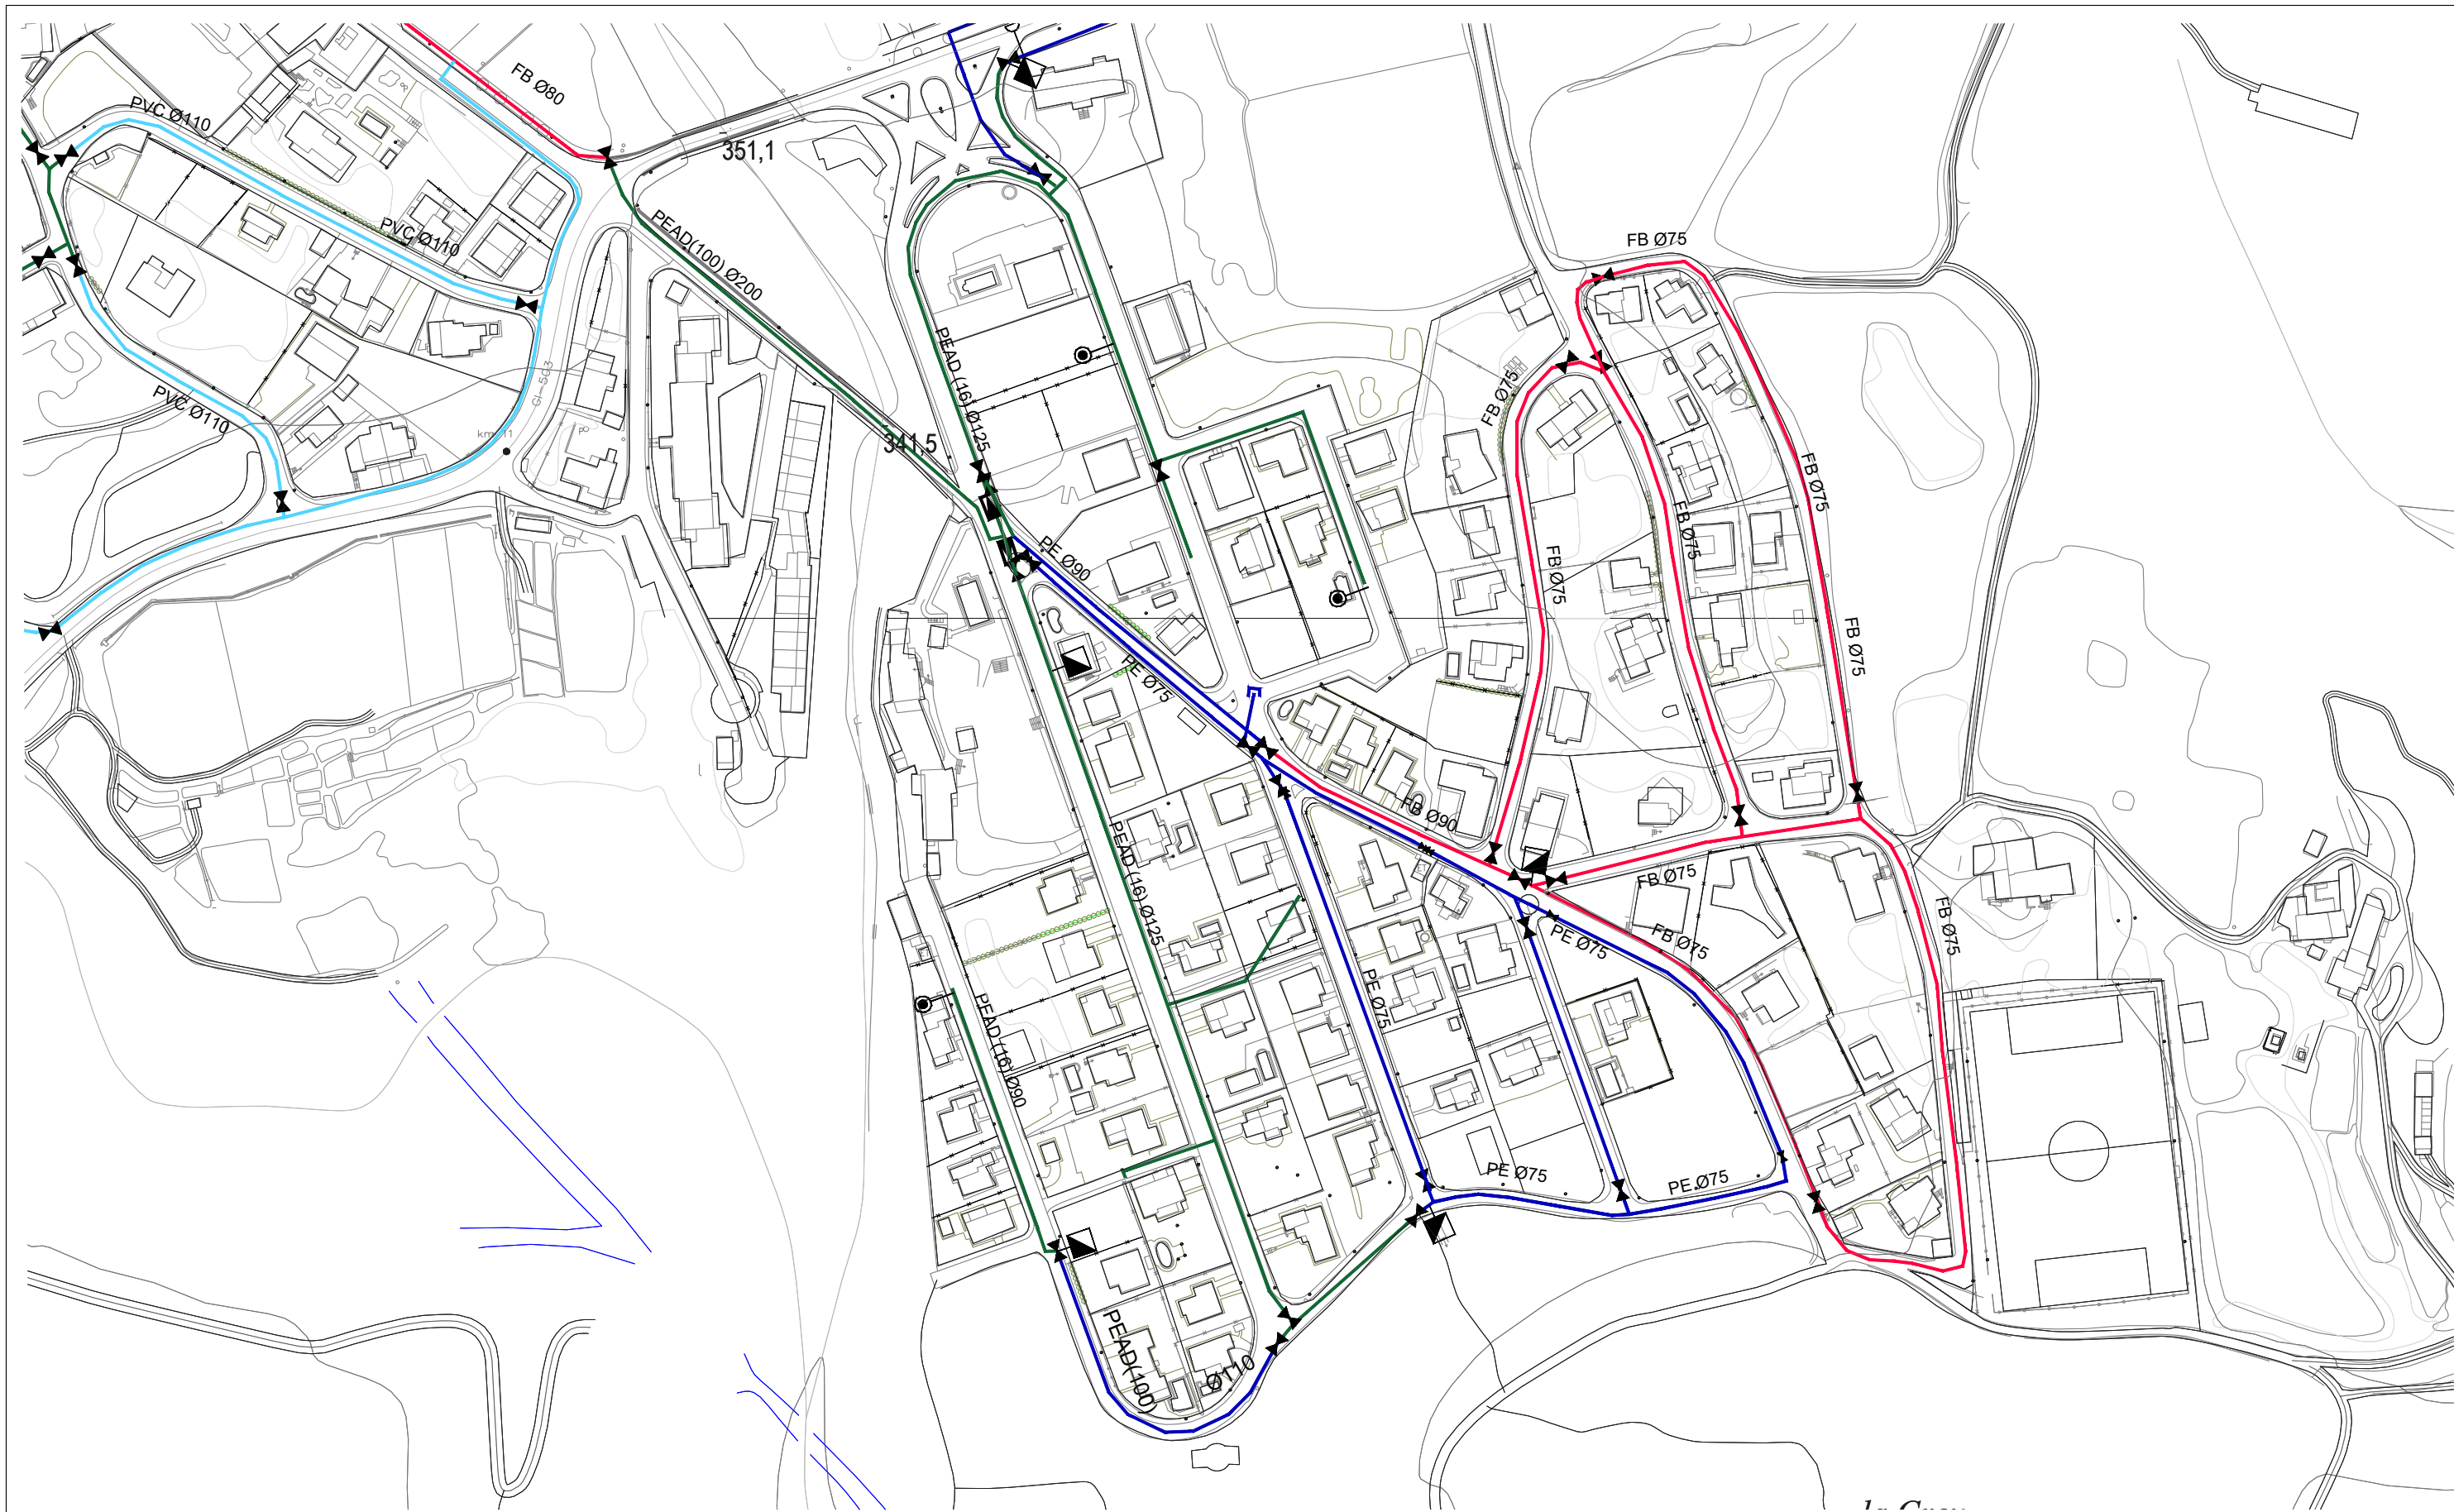 FB Ø80
PVC Ø110
351,1
PVC Ø110
PEAD(100) Ø200
FB Ø75
PEAD (16) Ø125
GI-503
PVC Ø110
FB Ø75
341,5
FB Ø75
FB Ø75
PE Ø90
FB Ø75
FB Ø75
PE Ø75
FB Ø90
PEAD (16) Ø125
FB Ø75
FB Ø75
FB Ø75
PE Ø75
PE Ø75
PEAD (16) Ø90
PE Ø75
PE Ø75
PEAD(100)
Ø110